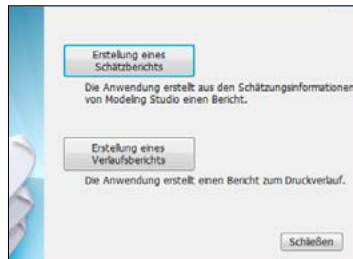 Erstellung eines
Schätzberichts
Die Anwendung erstellt aus den Schätzungsinformationen
von Modeling Studio einen Bericht.
Erstellung eines
Verlaufsberichts
Die Anwendung erstellt einen Bericht zum Druckverlauf.
Schließen